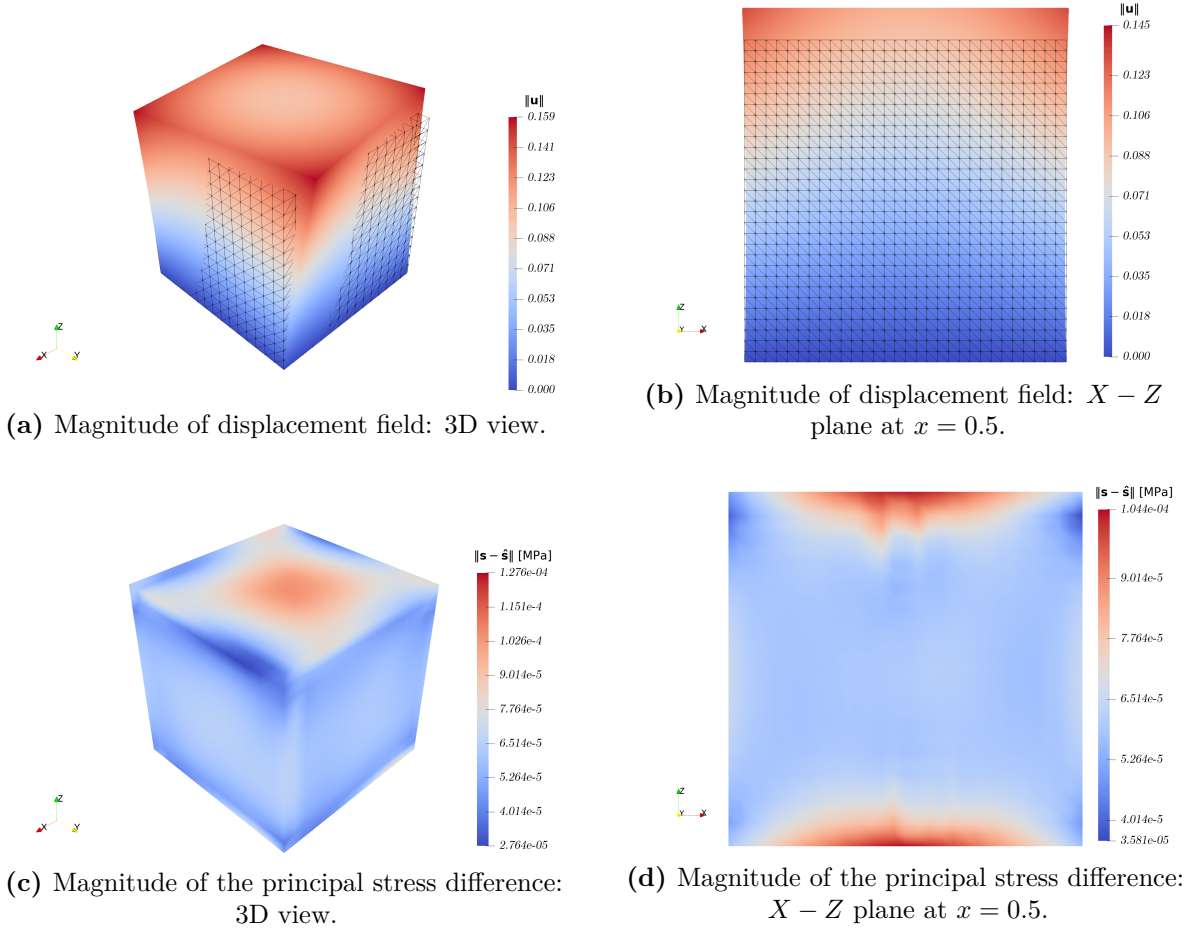 ‖u‖
0.159
0.141
0.123
0.106
0.088
0.071
0.053
0.035
0.018
0.000
Z
X
Y
(a) Magnitude of displacement field: 3D view.
‖u‖
0.145
0.123
0.106
0.088
0.071
0.053
0.035
0.018
0.000
Z
Y
X
(b) Magnitude of displacement field: X − Z
plane at x = 0.5.
‖s − ŝ‖ [MPa]
1.276e-04
1.151e-4
1.026e-4
9.014e-5
7.764e-5
6.514e-5
5.264e-5
4.014e-5
2.764e-05
Z
X
Y
(c) Magnitude of the principal stress difference:
3D view.
‖s − ŝ‖ [MPa]
1.044e-04
9.014e-5
7.764e-5
6.514e-5
5.264e-5
4.014e-5
3.581e-05
Z
Y
X
(d) Magnitude of the principal stress difference:
X − Z plane at x = 0.5.